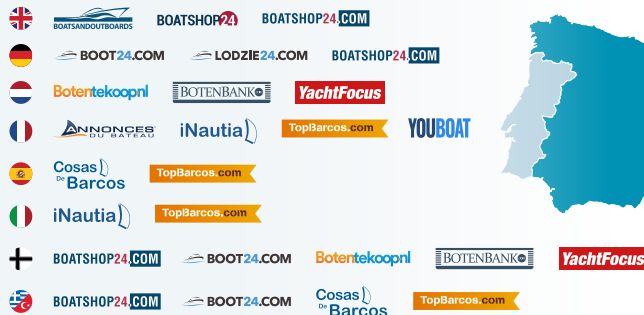 BOATSANDOUTBOARDS BOATSHOP24 BOATSHOP24.COM
BOOT24.COM LODZIE24.COM BOATSHOP24.COM
Botentekoopnl BOTENBANK YachtFocus
ANNONCES DU BATEAU iNautia TopBarcos.com YOUBOAT
Cosas De Barcos TopBarcos.com
iNautia TopBarcos.com
BOATSHOP24.COM BOOT24.COM Botentekoopnl BOTENBANK YachtFocus
BOATSHOP24.COM BOOT24.COM Cosas De Barcos TopBarcos.com